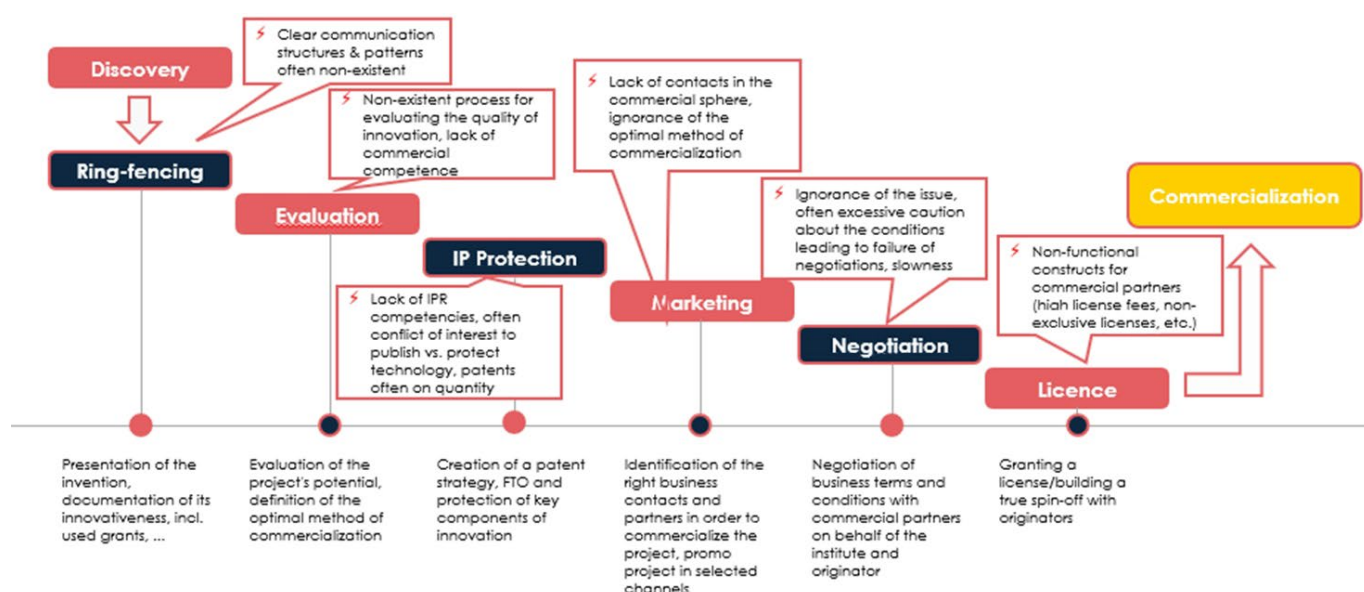 Discovery
Clear communication
structures & patterns
often non-existent
Ring-fencing
Non-existent process for
evaluating the quality of
innovation, lack of
commercial
competence
Evaluation
IP Protection
Lack of IPR
competencies, often
conflict of interest to
publish vs. protect
technology, patents
often on quantity
Lack of contacts in the
commercial sphere,
ignorance of the
optimal method of
commercialization
Marketing
Ignorance of the issue,
often excessive caution
about the conditions
leading to failure of
negotiations, slowness
Negotiation
Non-functional
constructs for
commercial partners
(high license fees, non-
exclusive licenses, etc.)
Licence
Commercialization
Presentation of the
invention,
documentation of its
innovativeness, incl.
used grants, ...
Evaluation of the
project's potential,
definition of the
optimal method of
commercialization
Creation of a patent
strategy, FTO and
protection of key
components of
innovation
Identification of the
right business
contacts and
partners in order to
commercialize the
project, promo
project in selected
channels
Negotiation of
business terms and
conditions with
commercial partners
on behalf of the
institute and
originator
Granting a
license/building a
true spin-off with
originators